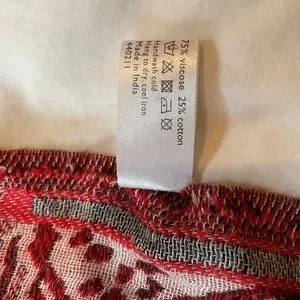 75% viscose 25% cotton
Handwash cold
Hang to dry, cool iron
Made in India
440211